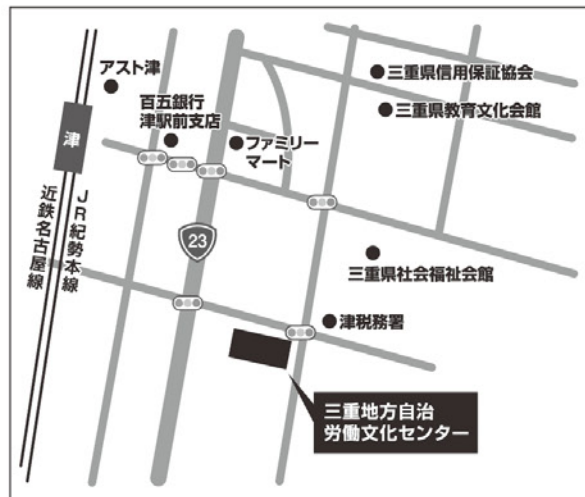 アスト津
三重県信用保証協会
百五銀行
津駅前支店
三重県教育文化会館
ファミリー
マート
津
JR紀勢本線
近鉄名古屋線
23
三重県社会福祉会館
津税務署
三重地方自治
労働文化センター